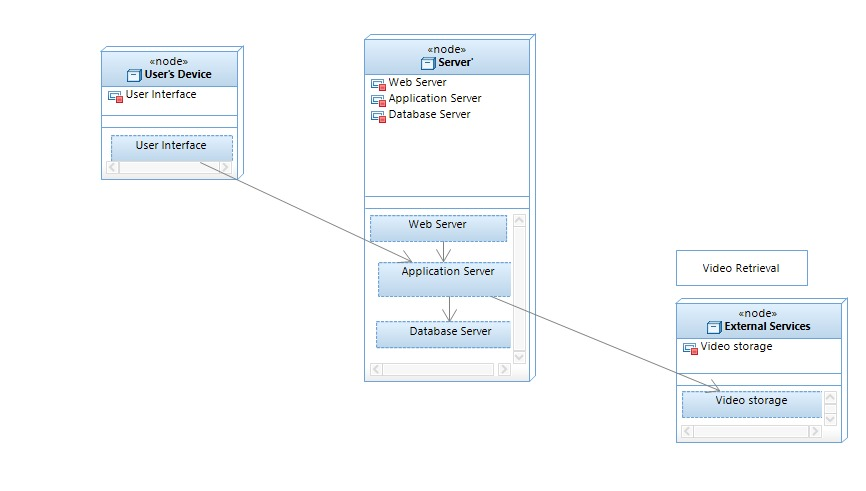 «node»
User's Device
User Interface
User Interface
«node»
Server'
Web Server
Application Server
Database Server
Web Server
Application Server
Database Server
Video Retrieval
«node»
External Services
Video storage
Video storage